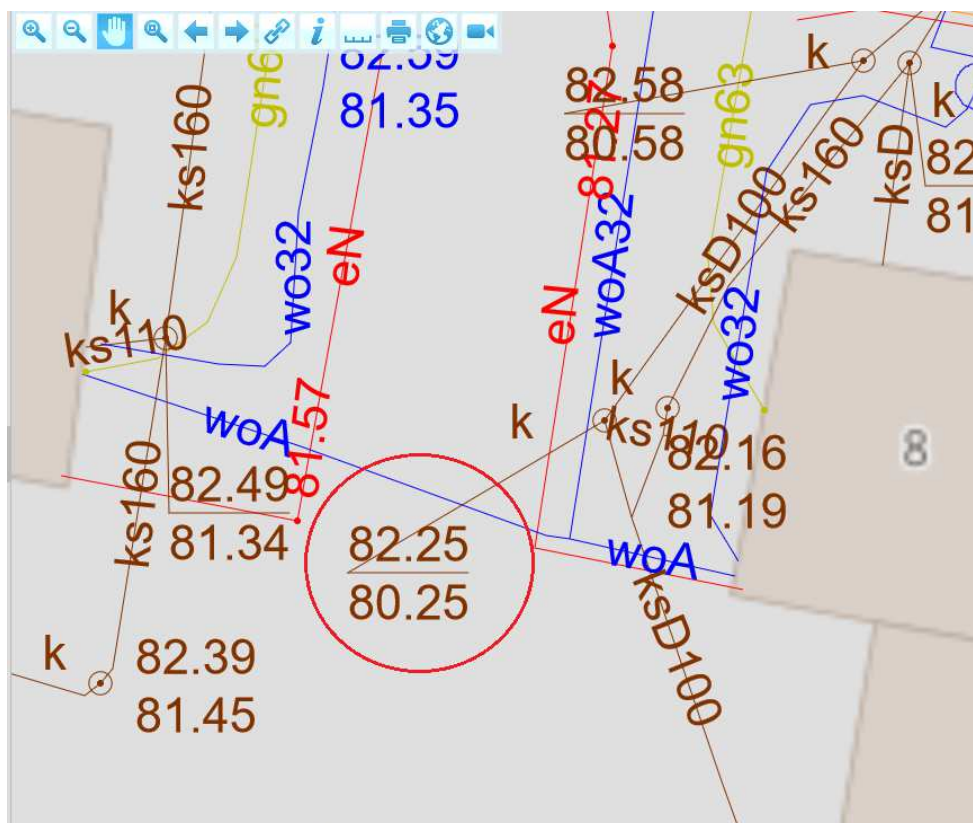 gn6
82.59
81.35
ks160
wo32
eN
k
ks110
woA
81.57
82.49
81.34
ks160
k
82.39
81.45
82.58
80.58
81.27
k
gn63
k
ks160
ksD
82
81
ksD100
woA32
wo32
eN
k
k
ks110
82.16
81.19
8
82.25
80.25
woA
ksD100